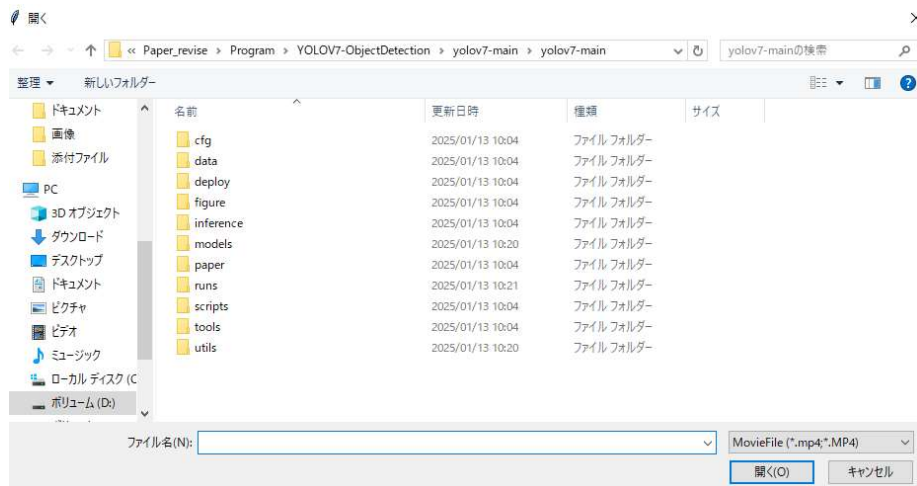 開く
« Paper_revise › Program › YOLOV7-ObjectDetection › yolov7-main › yolov7-main
yolov7-mainの検索
整理 新しいフォルダー
ドキュメント
画像
添付ファイル
PC
3D オブジェクト
ダウンロード
デスクトップ
ドキュメント
ピクチャ
ビデオ
ミュージック
ローカル ディスク (C
ボリューム (D:)
名前 更新日時 種類 サイズ
cfg 2025/01/13 10:04 ファイル フォルダー
data 2025/01/13 10:04 ファイル フォルダー
deploy 2025/01/13 10:04 ファイル フォルダー
figure 2025/01/13 10:04 ファイル フォルダー
inference 2025/01/13 10:04 ファイル フォルダー
models 2025/01/13 10:20 ファイル フォルダー
paper 2025/01/13 10:04 ファイル フォルダー
runs 2025/01/13 10:21 ファイル フォルダー
scripts 2025/01/13 10:04 ファイル フォルダー
tools 2025/01/13 10:04 ファイル フォルダー
utils 2025/01/13 10:20 ファイル フォルダー
ファイル名(N):
MovieFile (*.mp4;*.MP4)
開く(O) キャンセル